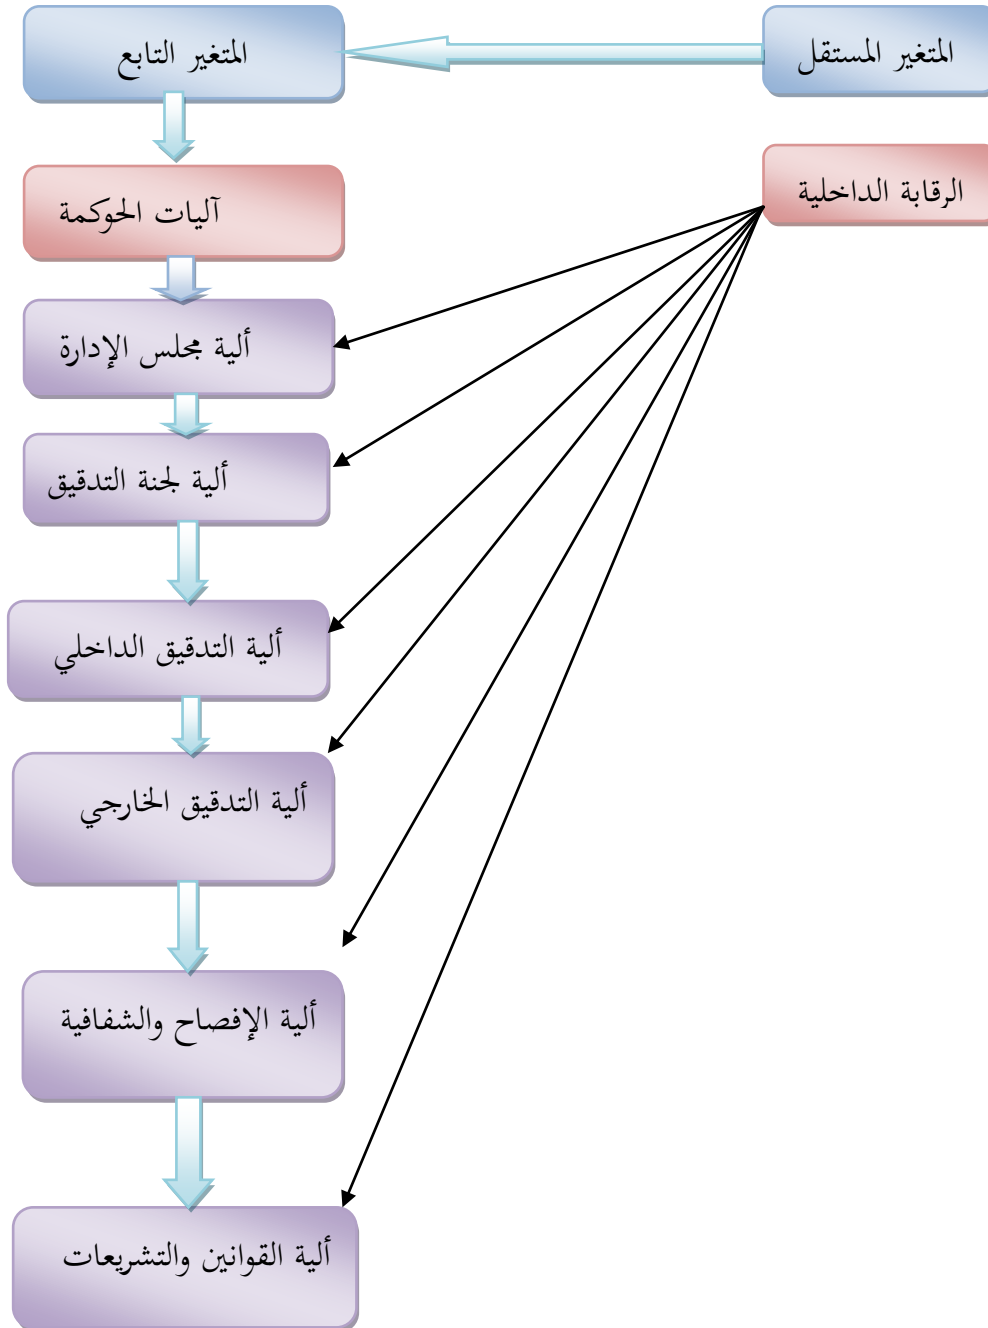 المتغير المستقل
المتغير التابع
الرقابة الداخلية
آليات الحوكمة
ألية مجلس الإدارة
ألية لجنة التدقيق
ألية التدقيق الداخلي
ألية التدقيق الخارجي
ألية الإفصاح والشفافية
ألية القوانين والتشريعات